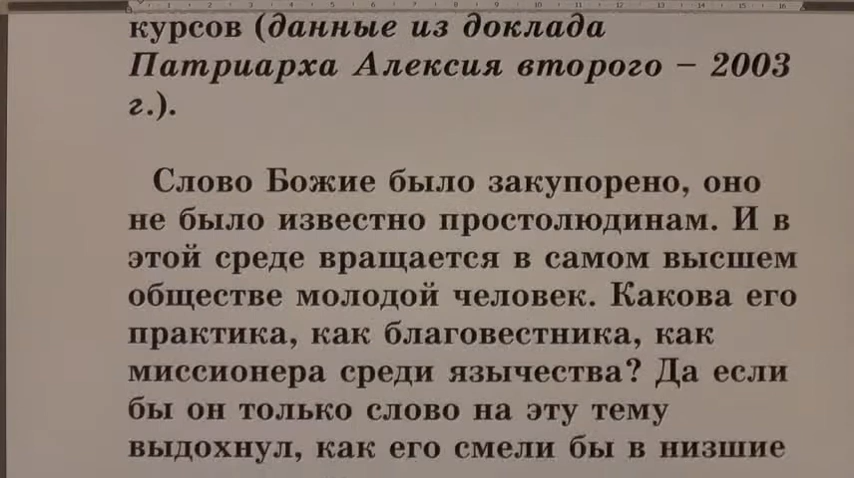 курсов (данные из доклада
Патриарха Алексия второго – 2003
г.).
Слово Божие было закупорено, оно
не было известно простолюдинам. И в
этой среде вращается в самом высшем
обществе молодой человек. Какова его
практика, как благовестника, как
миссионера среди язычества? Да если
бы он только слово на эту тему
выдохнул, как его смели бы в низшие